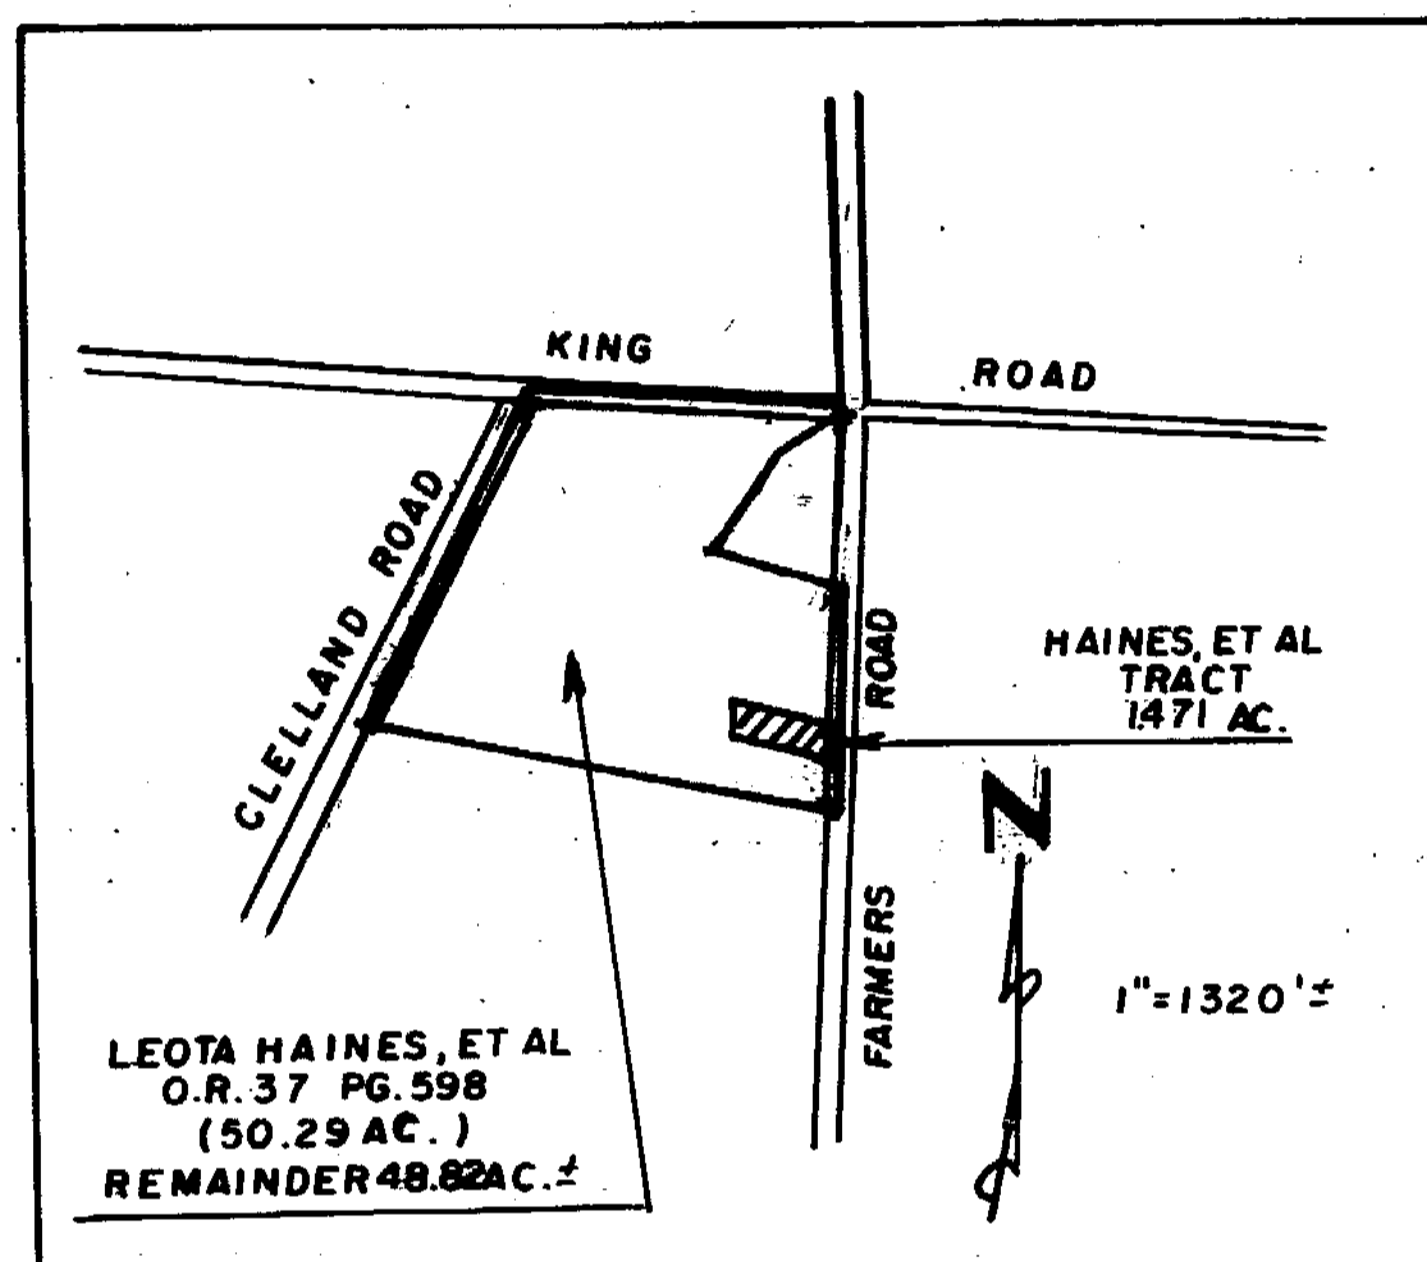 KING
ROAD
CLELLAND ROAD
ROAD
FARMERS
HAINES, ET AL
TRACT
1.471 AC.
N
1"=1320'±
LEOTA HAINES, ET AL
O.R. 37 PG. 598
(50.29 AC.)
REMAINDER 48.82 AC.±